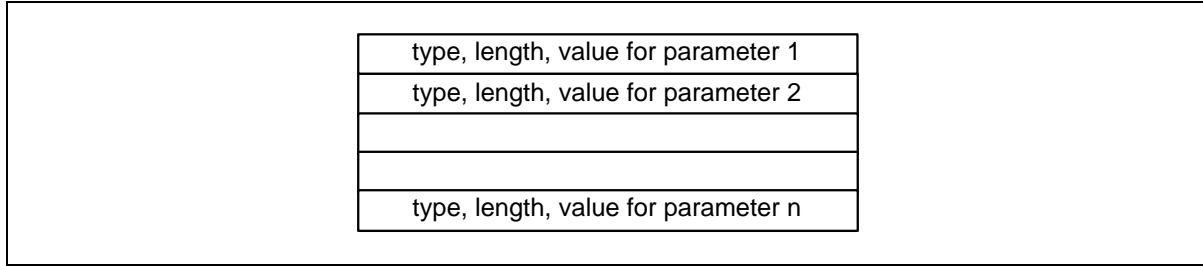 type, length, value for parameter 1
type, length, value for parameter 2
type, length, value for parameter n